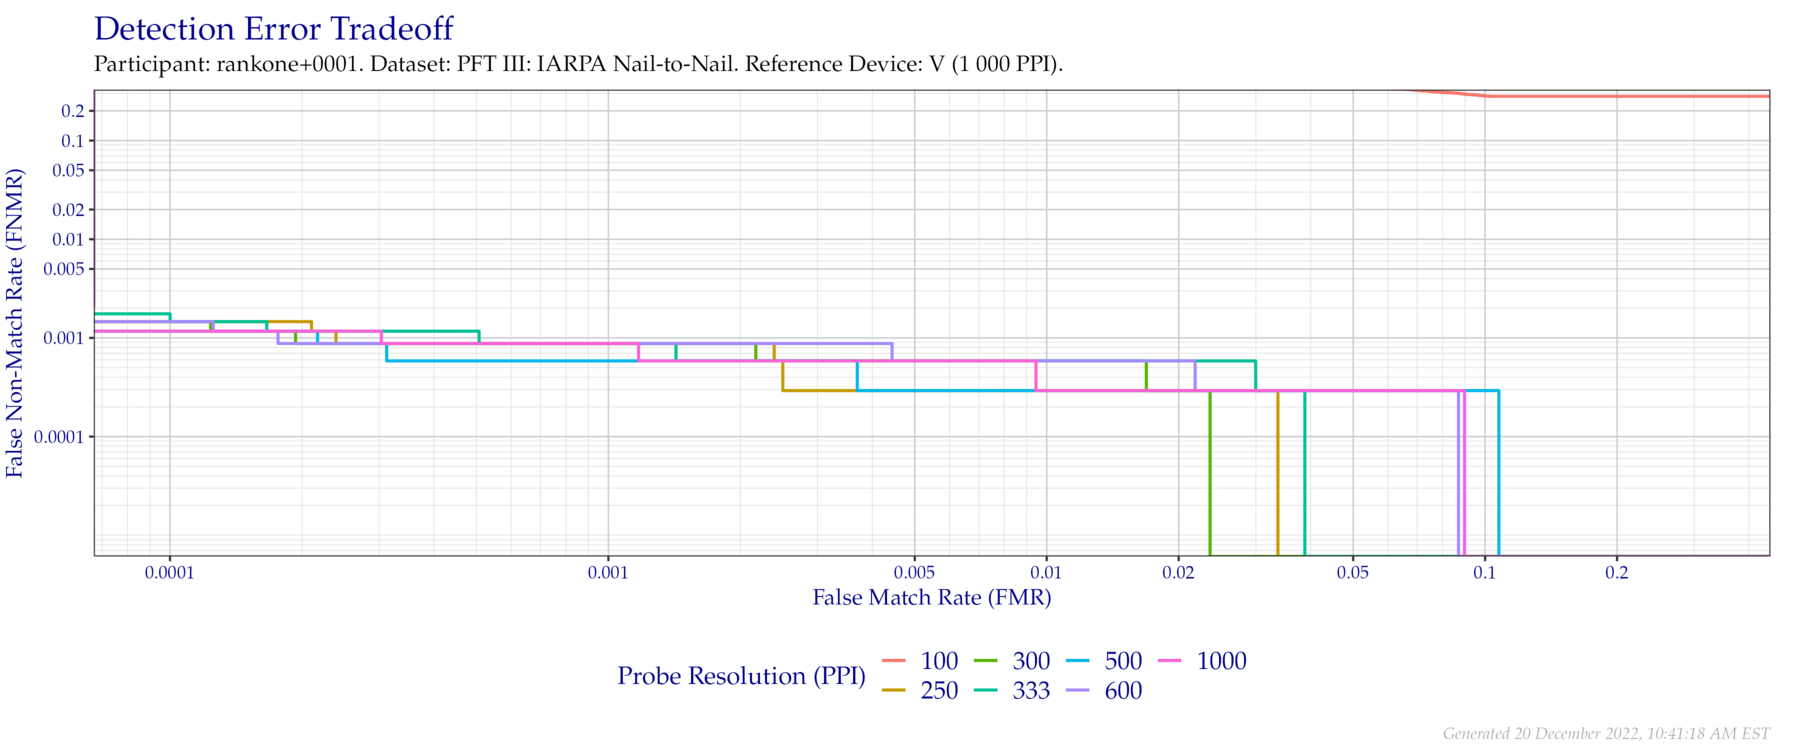 Detection Error Tradeoff
Participant: rankone+0001. Dataset: PFT III: IARPA Nail-to-Nail. Reference Device: V (1 000 PPI).
False Non-Match Rate (FNMR)
0.2
0.1
0.05
0.02
0.01
0.005
0.001
0.0001
0.0001 0.001 0.005 0.01 0.02 0.05 0.1 0.2
False Match Rate (FMR)
Probe Resolution (PPI)
100 300 500 1000
250 333 600
Generated 20 December 2022, 10:41:18 AM EST